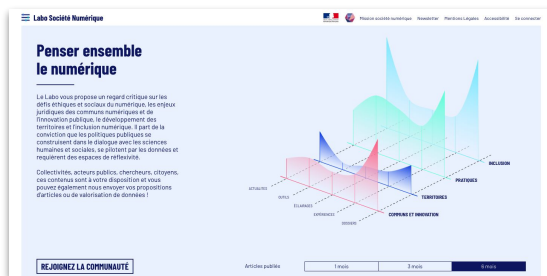 Labo Société Numérique
Mission société numérique Newsletter Mentions Légales Accessibilité Se connecter
Penser ensemble
le numérique
Le Labo vous propose un regard critique sur les
défis éthiques et sociaux du numérique, les enjeux
juridiques des communs numériques et de
l'innovation publique, le développement des
territoires et l'inclusion numérique. Il part de la
conviction que les politiques publiques se
construisent dans le dialogue avec les sciences
humaines et sociales, se pilotent par les données et
requièrent des espaces de réflexivité.
Collectivités, acteurs publics, chercheurs, citoyens,
ces contenus sont à votre disposition et vous
pouvez également nous envoyer vos propositions
d'articles ou de valorisation de données !
INCLUSION
PRATIQUES
TERRITOIRES
COMMUNS ET INNOVATION
ACTUALITÉS
OUTILS
ÉCLAIRAGES
EXPÉRIENCES
DOSSIERS
REJOIGNEZ LA COMMUNAUTÉ
Articles publiés
1 mois
3 mois
6 mois